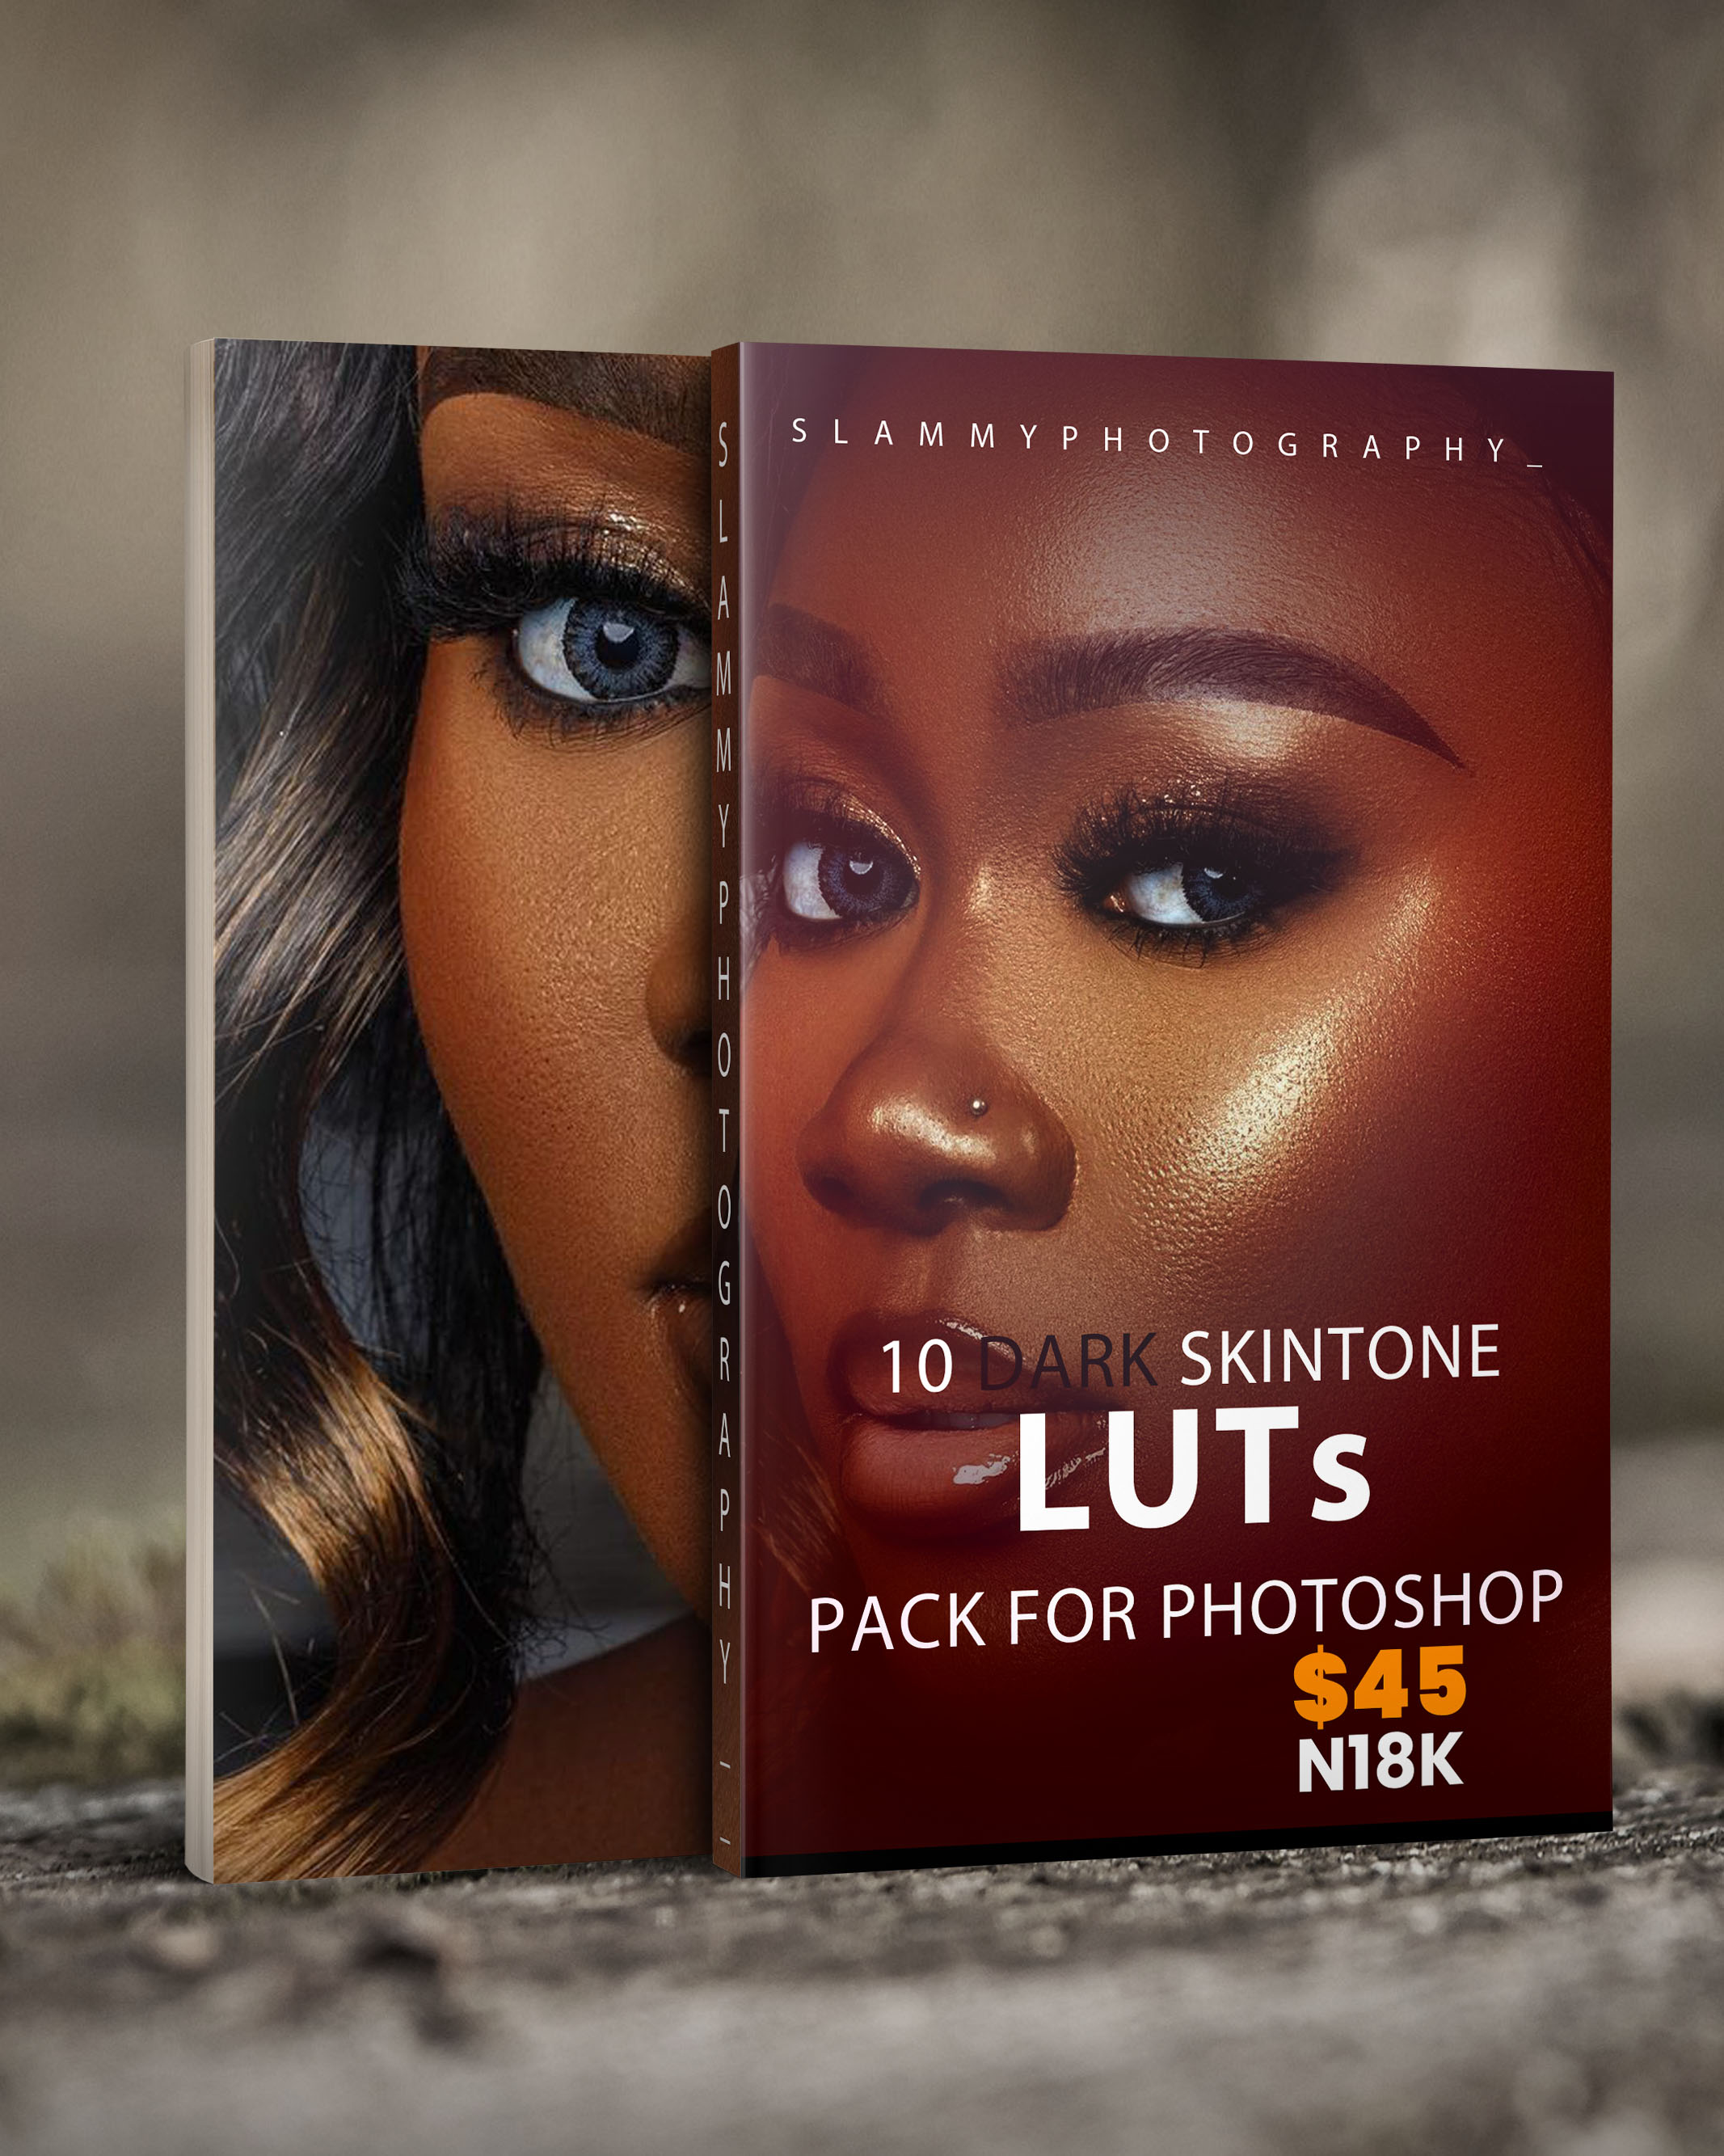 SLAMMYPHOTOGRAPHY_
SLAMMYPHOTOGRAPHY_
10 DARK SKINTONE
LUTs
PACK FOR PHOTOSHOP
$45
N18K